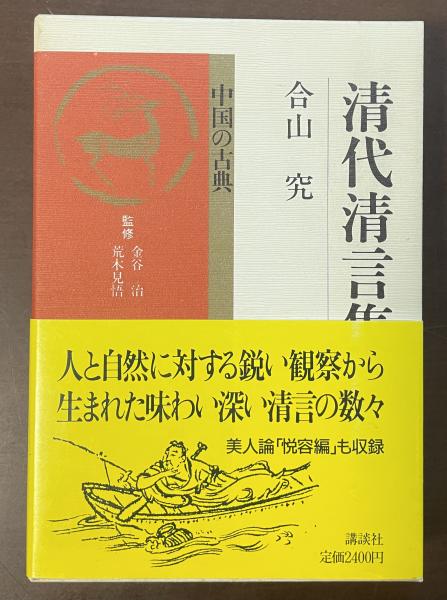 清代清言集
合山 究
中国の古典
監修 金谷 治
荒木見悟
人と自然に対する鋭い観察から
生まれた味わい深い清言の数々
美人論「悦容編」も収録
講談社
定価2400円